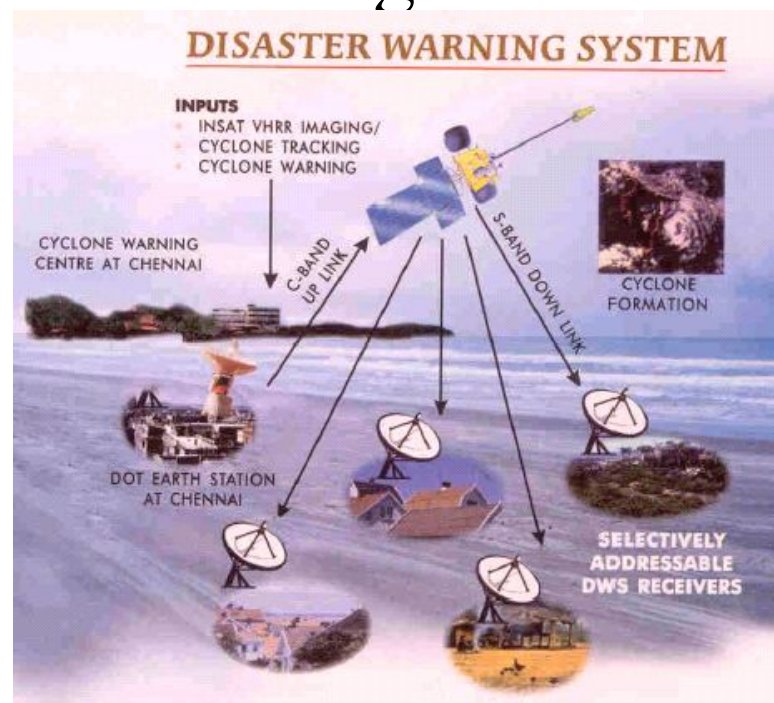 DISASTER WARNING SYSTEM
INPUTS
INSAT VHRR IMAGING/
CYCLONE TRACKING
CYCLONE WARNING
CYCLONE WARNING
CENTRE AT CHENNAI
C-BAND
UP LINK
S-BAND DOWN LINK
CYCLONE
FORMATION
DOT EARTH STATION
AT CHENNAI
SELECTIVELY
ADDRESSABLE
DWS RECEIVERS